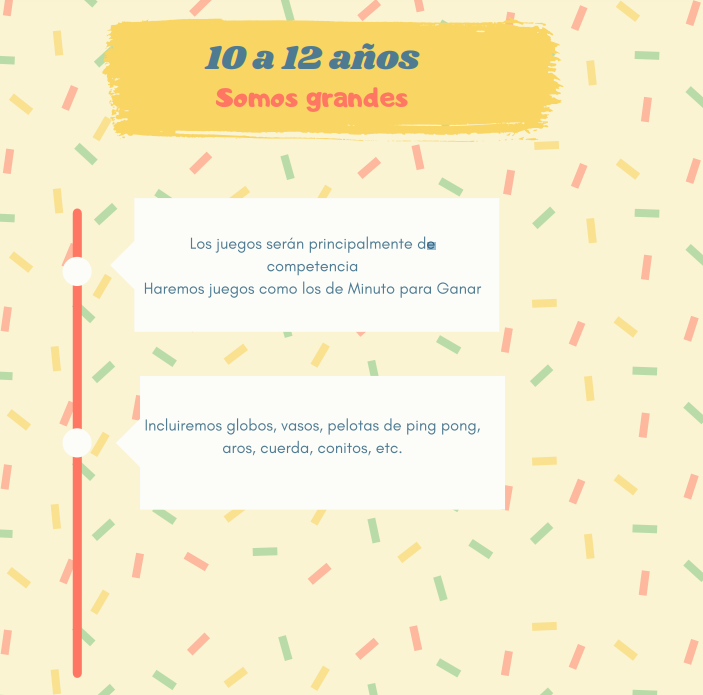 10 a 12 años
Somos grandes
Los juegos serán principalmente de
competencia
Haremos juegos como los de Minuto para Ganar
Incluiremos globos, vasos, pelotas de ping pong,
aros, cuerda, conitos, etc.